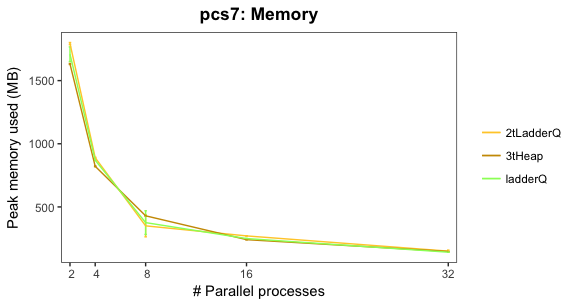 pcs7: Memory
Peak memory used (MB)
1500
1000
500
2 4 8 16 32
# Parallel processes
2tLadderQ
3tHeap
ladderQ